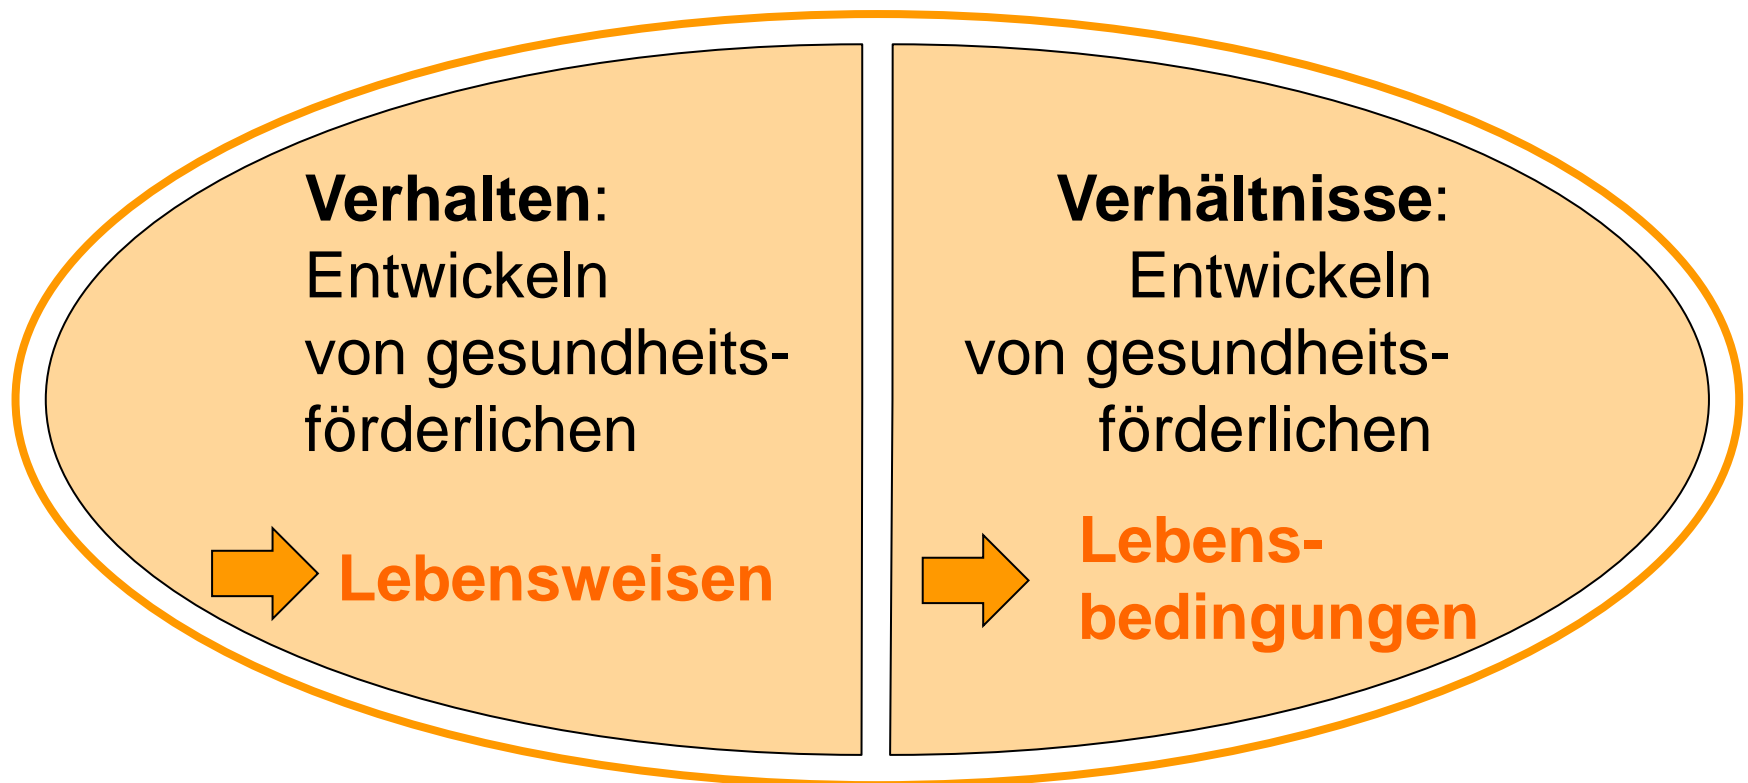 Verhalten:
Entwickeln
von gesundheits-
förderlichen
Lebensweisen
Verhältnisse:
Entwickeln
von gesundheits-
förderlichen
Lebens-
bedingungen